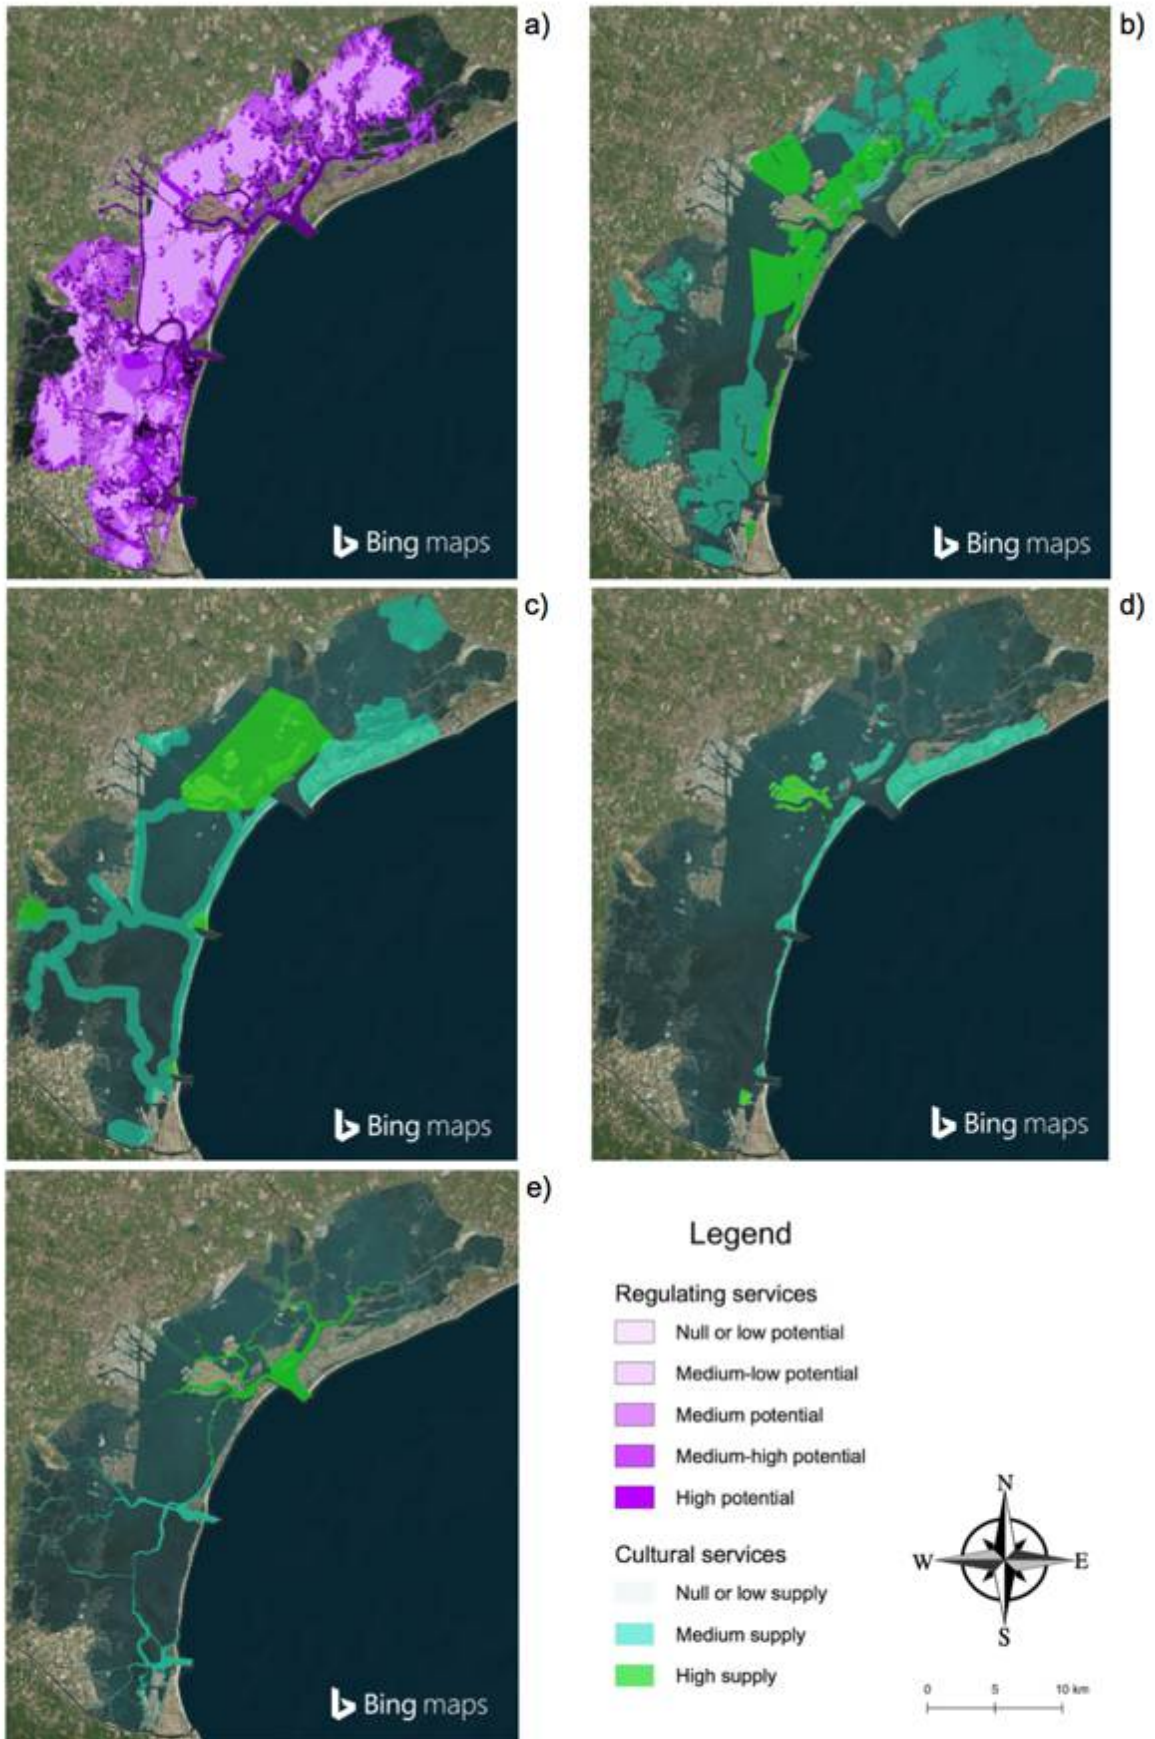 a)
b)
Bing maps
Bing maps
c)
d)
Bing maps
Bing maps
e)
Bing maps
Legend
Regulating services
Null or low potential
Medium-low potential
Medium potential
Medium-high potential
High potential
Cultural services
Null or low supply
Medium supply
High supply
N
W
E
S
0 5 10 km